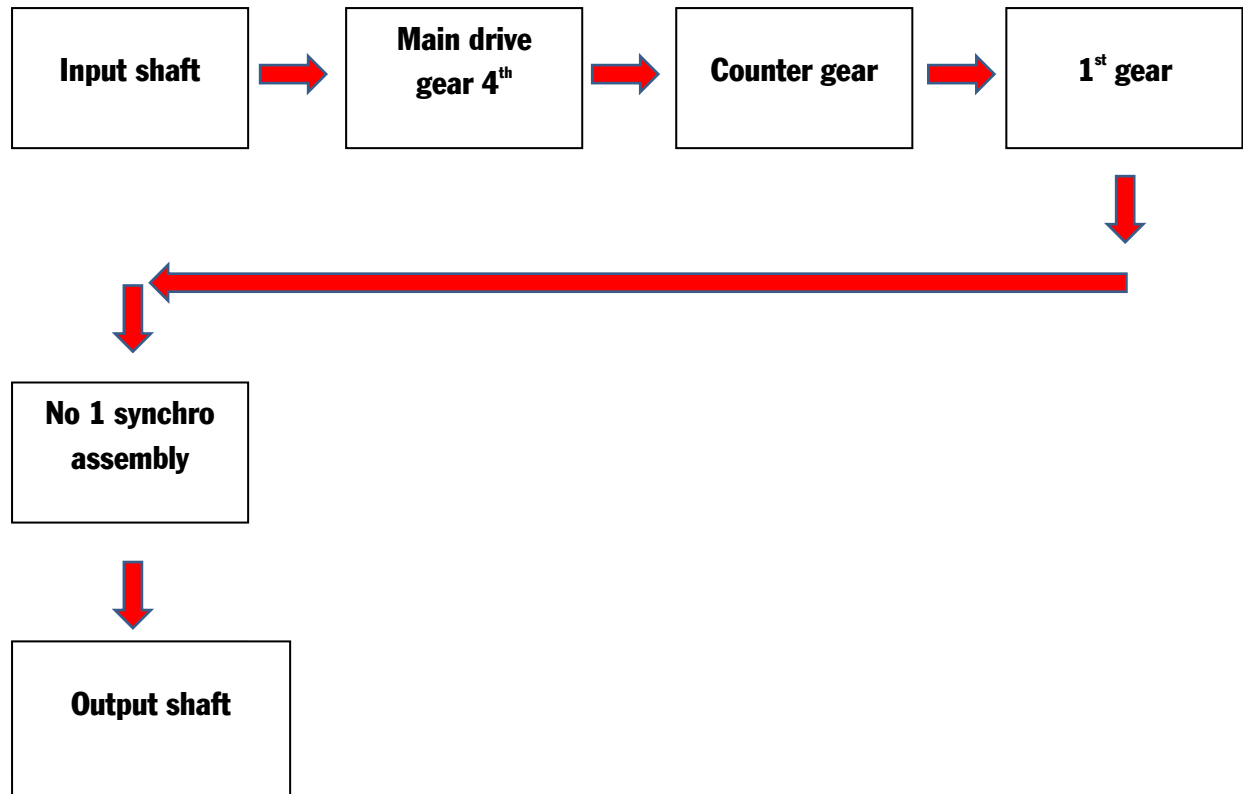 Input shaft
Main drive
gear 4th
Counter gear
1st gear
No 1 synchro
assembly
Output shaft